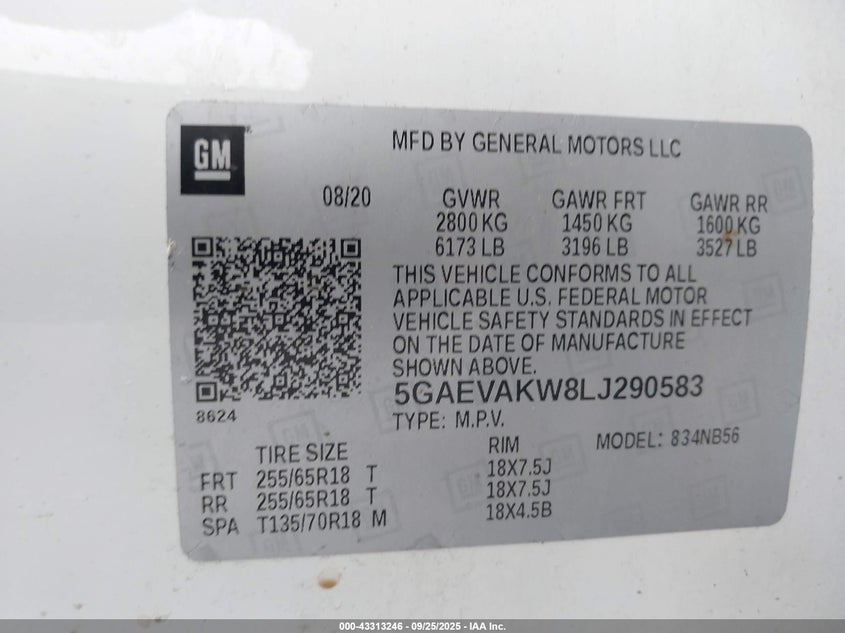 GM
MFD BY GENERAL MOTORS LLC
08/20
GVWR GAWR FRT GAWR RR
2800 KG 1450 KG 1600 KG
6173 LB 3196 LB 3527 LB
THIS VEHICLE CONFORMS TO ALL
APPLICABLE U.S. FEDERAL MOTOR
VEHICLE SAFETY STANDARDS IN EFFECT
ON THE DATE OF MANUFACTURE
SHOWN ABOVE.
5GAEVAKW8LJ290583
8624
TYPE: M.P.V.
MODEL: 834NB56
TIRE SIZE RIM
FRT 255/65R18 T 18X7.5J
RR 255/65R18 T 18X7.5J
SPA T135/70R18 M 18X4.5B
000-43313246 - 09/25/2025 - IAA Inc.